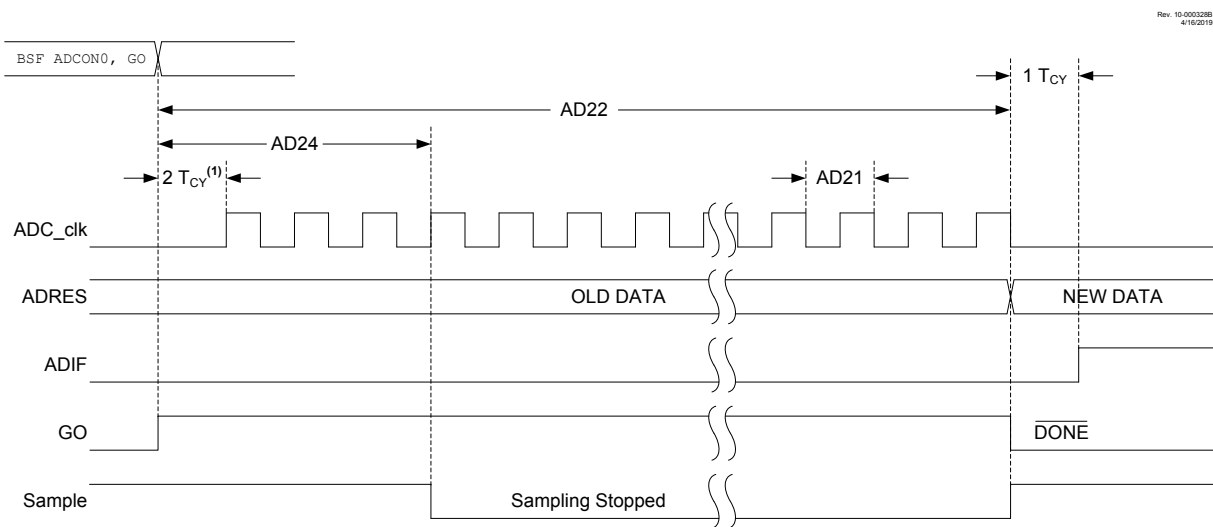 Rev. 10-000328B
4/16/2019
BSF ADCON0, GO
1 TCY
AD22
AD24
2 TCY(1)
AD21
ADC_clk
ADRES
OLD DATA
NEW DATA
ADIF
GO
DONE
Sample
Sampling Stopped